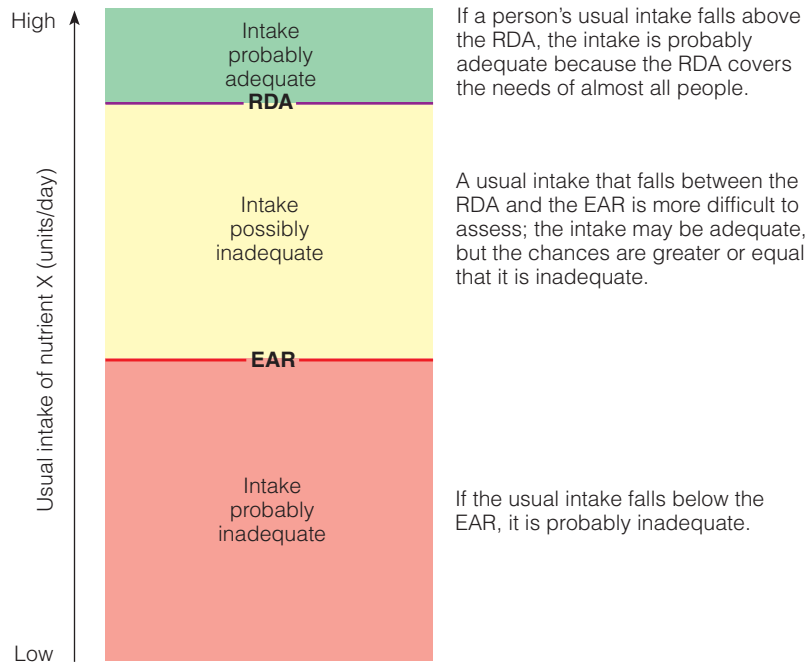 High
Intake
probably
adequate
If a person's usual intake falls above
the RDA, the intake is probably
adequate because the RDA covers
the needs of almost all people.
RDA
Usual intake of nutrient X (units/day)
Intake
possibly
inadequate
A usual intake that falls between the
RDA and the EAR is more difficult to
assess; the intake may be adequate,
but the chances are greater or equal
that it is inadequate.
EAR
Intake
probably
inadequate
If the usual intake falls below the
EAR, it is probably inadequate.
Low